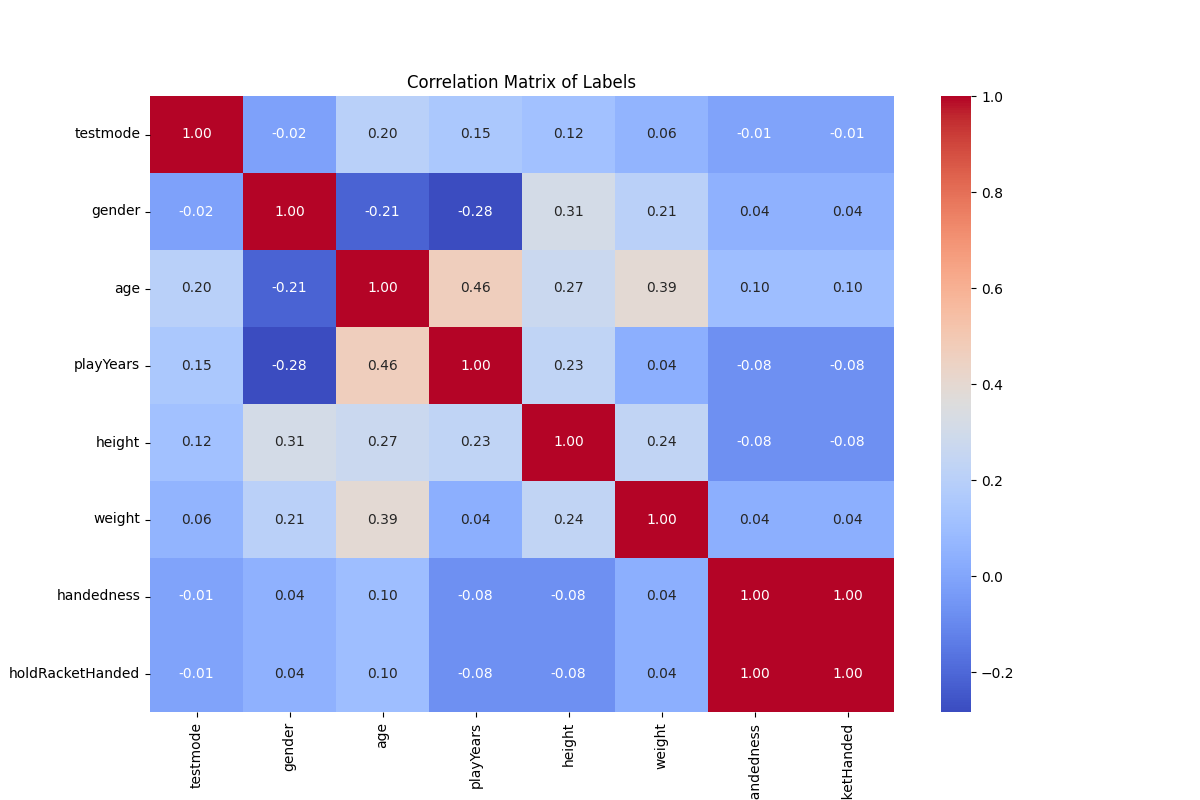 Correlation Matrix of Labels
testmode 1.00 -0.02 0.20 0.15 0.12 0.06 -0.01 -0.01
gender -0.02 1.00 -0.21 -0.28 0.31 0.21 0.04 0.04
age 0.20 -0.21 1.00 0.46 0.27 0.39 0.10 0.10
playYears 0.15 -0.28 0.46 1.00 0.23 0.04 -0.08 -0.08
height 0.12 0.31 0.27 0.23 1.00 0.24 -0.08 -0.08
weight 0.06 0.21 0.39 0.04 0.24 1.00 0.04 0.04
handedness -0.01 0.04 0.10 -0.08 -0.08 0.04 1.00 1.00
holdRacketHanded -0.01 0.04 0.10 -0.08 -0.08 0.04 1.00 1.00
testmode
gender
age
playYears
height
weight
andedness
ketHanded
1.0
0.8
0.6
0.4
0.2
0.0
−0.2